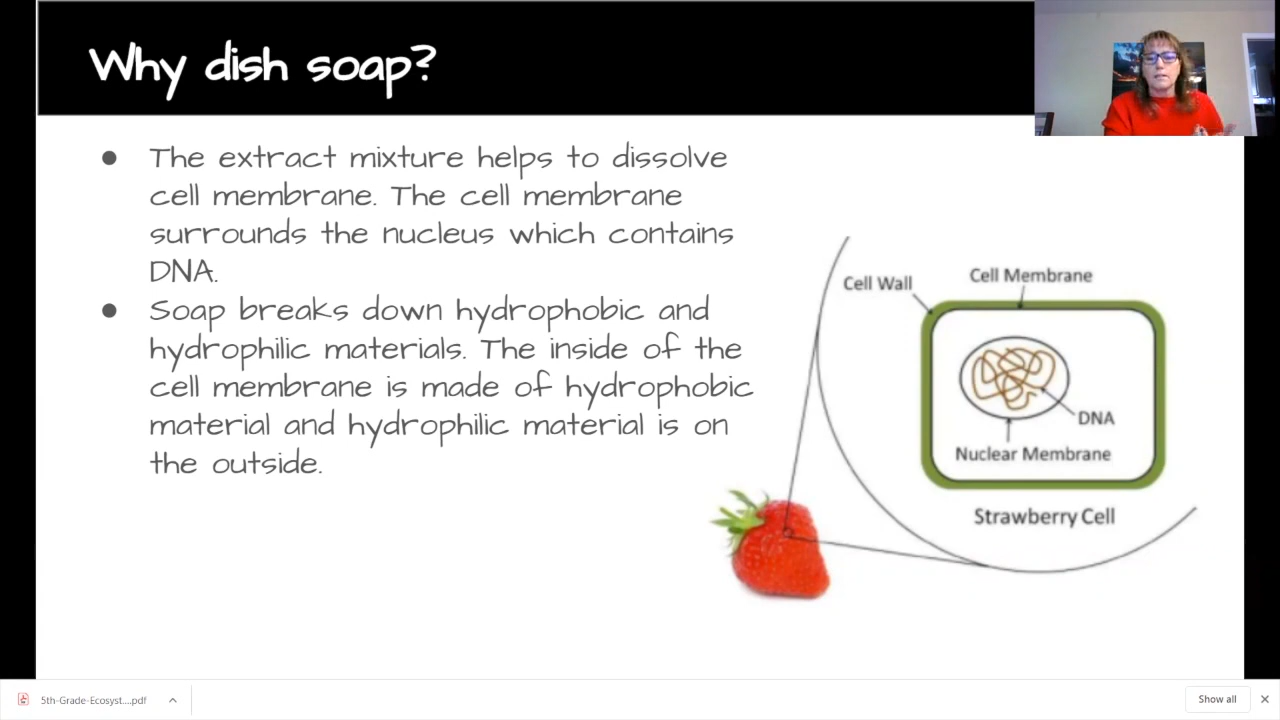 Why dish soap?
● The extract mixture helps to dissolve
cell membrane. The cell membrane
surrounds the nucleus which contains
DNA.
● Soap breaks down hydrophobic and
hydrophilic materials. The inside of the
cell membrane is made of hydrophobic
material and hydrophilic material is on
the outside.
Cell Wall
Cell Membrane
DNA
Nuclear Membrane
Strawberry Cell
5th-Grade-Ecosyst....pdf
Show all